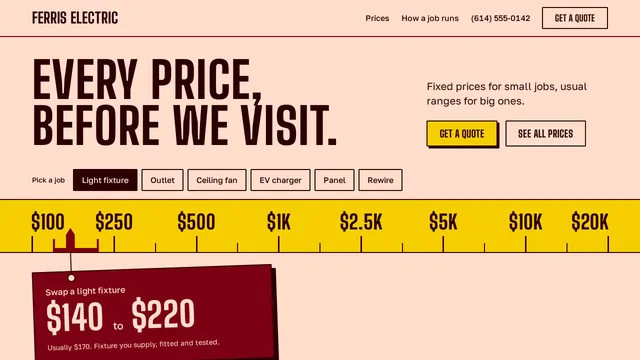 FERRIS ELECTRIC
Prices How a job runs (614) 555-0142 GET A QUOTE
EVERY PRICE,
BEFORE WE VISIT.
Fixed prices for small jobs, usual
ranges for big ones.
GET A QUOTE SEE ALL PRICES
Pick a job Light fixture Outlet Ceiling fan EV charger Panel Rewire
$100 $250 $500 $1K $2.5K $5K $10K $20K
Swap a light fixture
$140 to $220
Usually $170. Fixture you supply, fitted and tested.